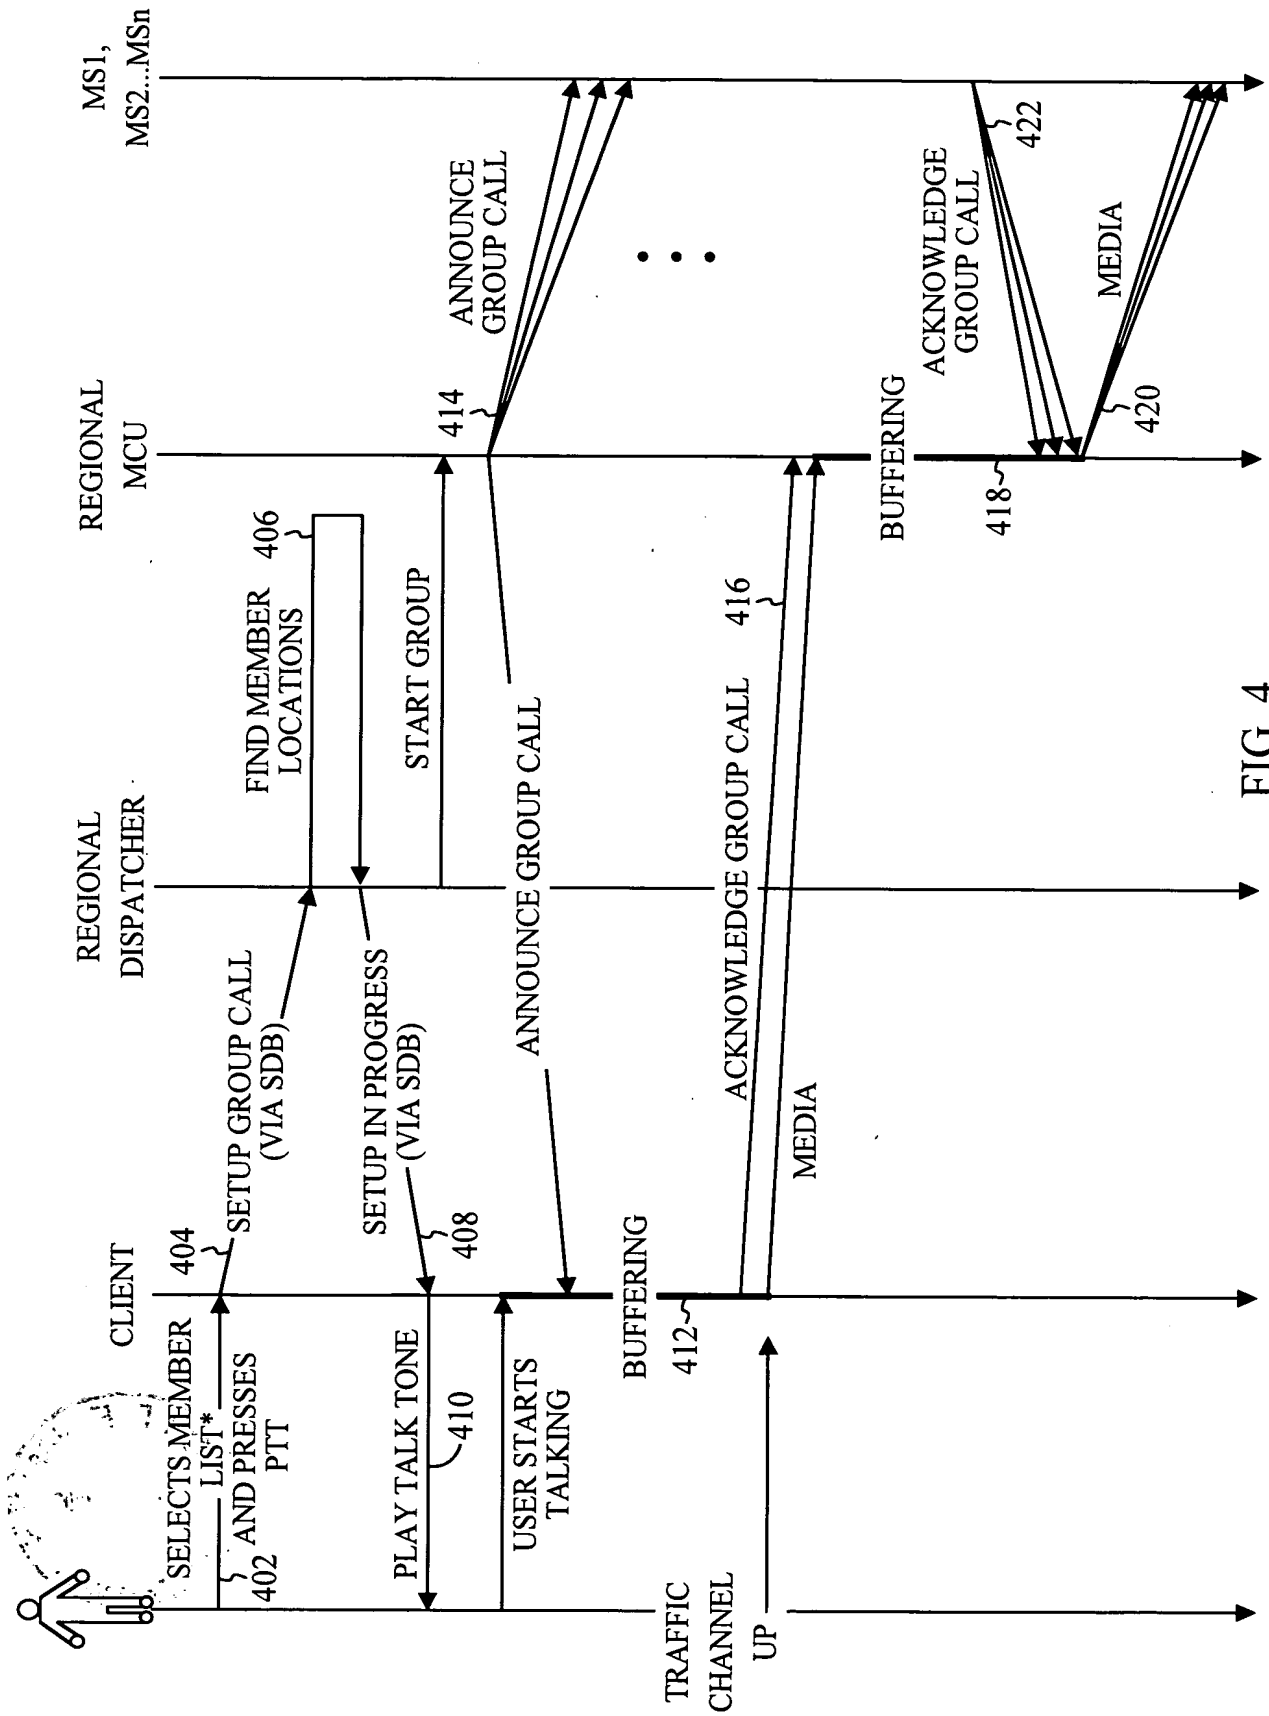 CLIENT
REGIONAL
DISPATCHER
REGIONAL
MCU
MS1,
MS2...MSn
SELECTS MEMBER
LIST*
AND PRESSES
PTT
402
404
SETUP GROUP CALL
(VIA SDB)
FIND MEMBER
LOCATIONS
406
SETUP IN PROGRESS
(VIA SDB)
408
PLAY TALK TONE
410
START GROUP
414
ANNOUNCE
GROUP CALL
USER STARTS
TALKING
ANNOUNCE GROUP CALL
BUFFERING
412
TRAFFIC
CHANNEL
UP
ACKNOWLEDGE GROUP CALL
416
MEDIA
BUFFERING
418
ACKNOWLEDGE
GROUP CALL
422
MEDIA
420
FIG. 4